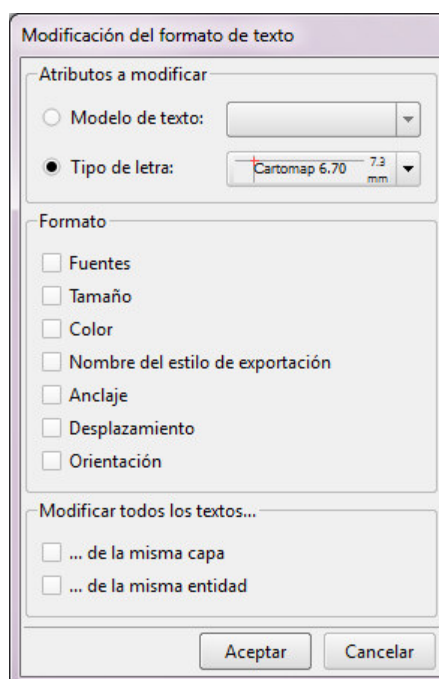 Modificación del formato de texto
Atributos a modificar
Modelo de texto:
Tipo de letra:
Cartomap 6.70
7.3
mm
Formato
Fuentes
Tamaño
Color
Nombre del estilo de exportación
Anclaje
Desplazamiento
Orientación
Modificar todos los textos...
... de la misma capa
... de la misma entidad
Aceptar
Cancelar